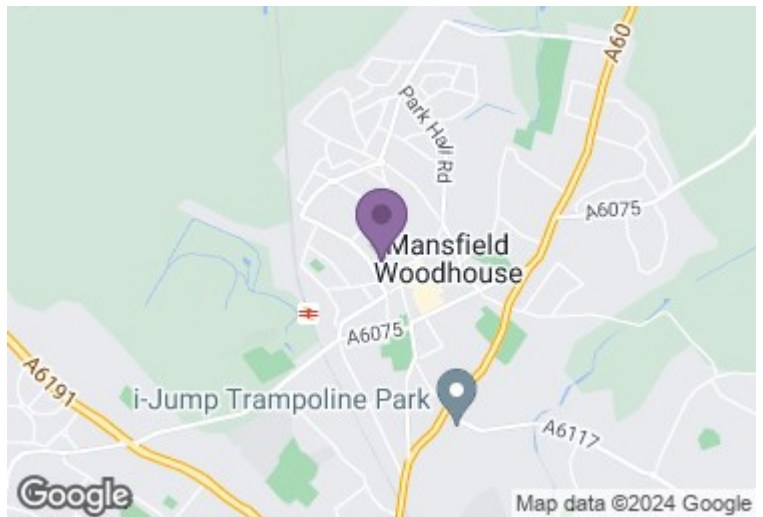 A60
Park Hall Rd
A6075
Mansfield
Woodhouse
A6075
A6191
i-Jump Trampoline Park
A6117
Google
Map data ©2024 Google